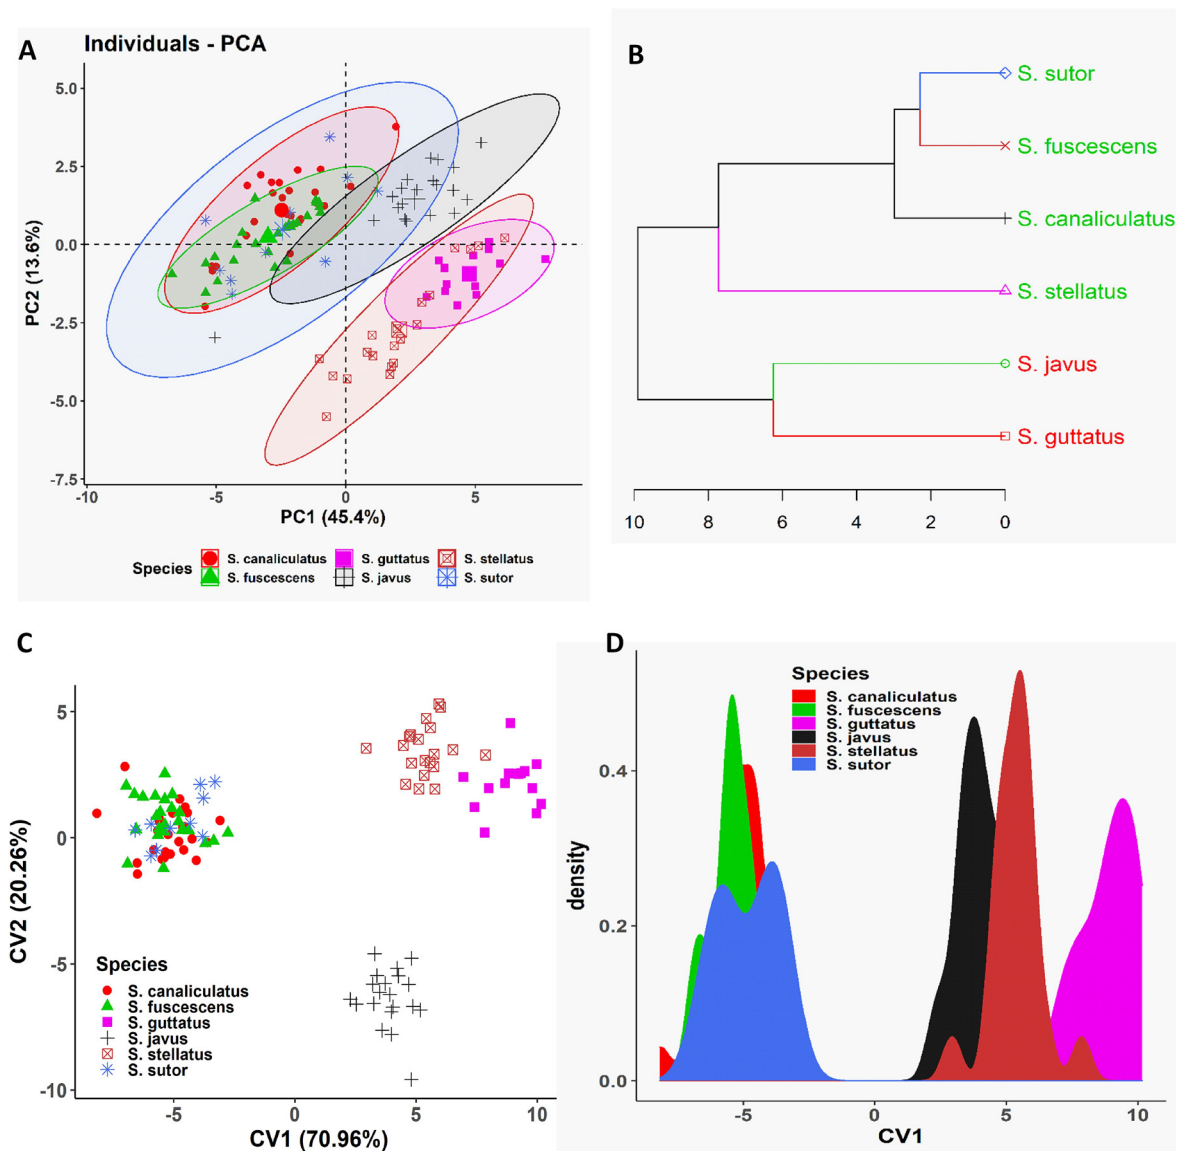 A
Individuals - PCA
5.0
2.5
0.0
-2.5
-5.0
-7.5
PC2 (13.6%)
-10
-5
0
5
PC1 (45.4%)
Species
S. canaliculatus
S. guttatus
S. stellatus
S. fuscescens
S. javus
S. sutor
B
S. sutor
S. fuscescens
S. canaliculatus
S. stellatus
S. javus
S. guttatus
10
8
6
4
2
0
C
5
0
-5
-10
CV2 (20.26%)
Species
S. canaliculatus
S. fuscescens
S. guttatus
S. javus
S. stellatus
S. sutor
-5
0
5
10
CV1 (70.96%)
D
Species
S. canaliculatus
S. fuscescens
S. guttatus
S. javus
S. stellatus
S. sutor
0.4
0.2
0.0
density
-5
0
5
10
CV1